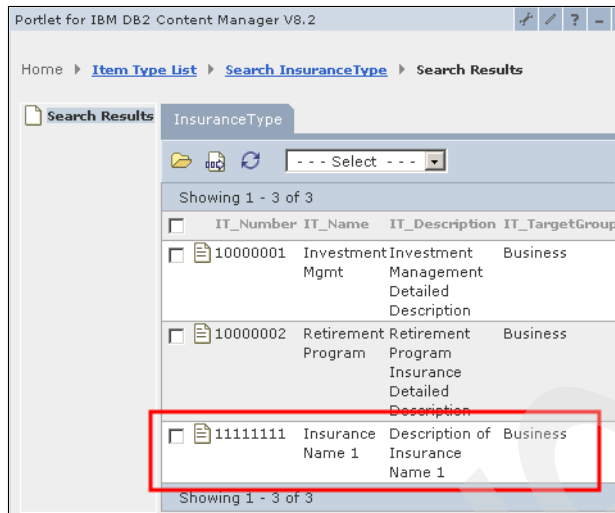 Portlet for IBM DB2 Content Manager V8.2 ? -
Home Item Type List Search InsuranceType Search Results
Search Results
InsuranceType
- - - Select - - -
Showing 1 - 3 of 3
IT_Number IT_Name IT_Description IT_TargetGroup
10000001 Investment Investment Business
Mgmt Management
Detailed
Description
10000002 Retirement Retirement Business
Program Program
Insurance
Detailed
Description
11111111 Insurance Description of Business
Name 1 Insurance
Name 1
Showing 1 - 3 of 3